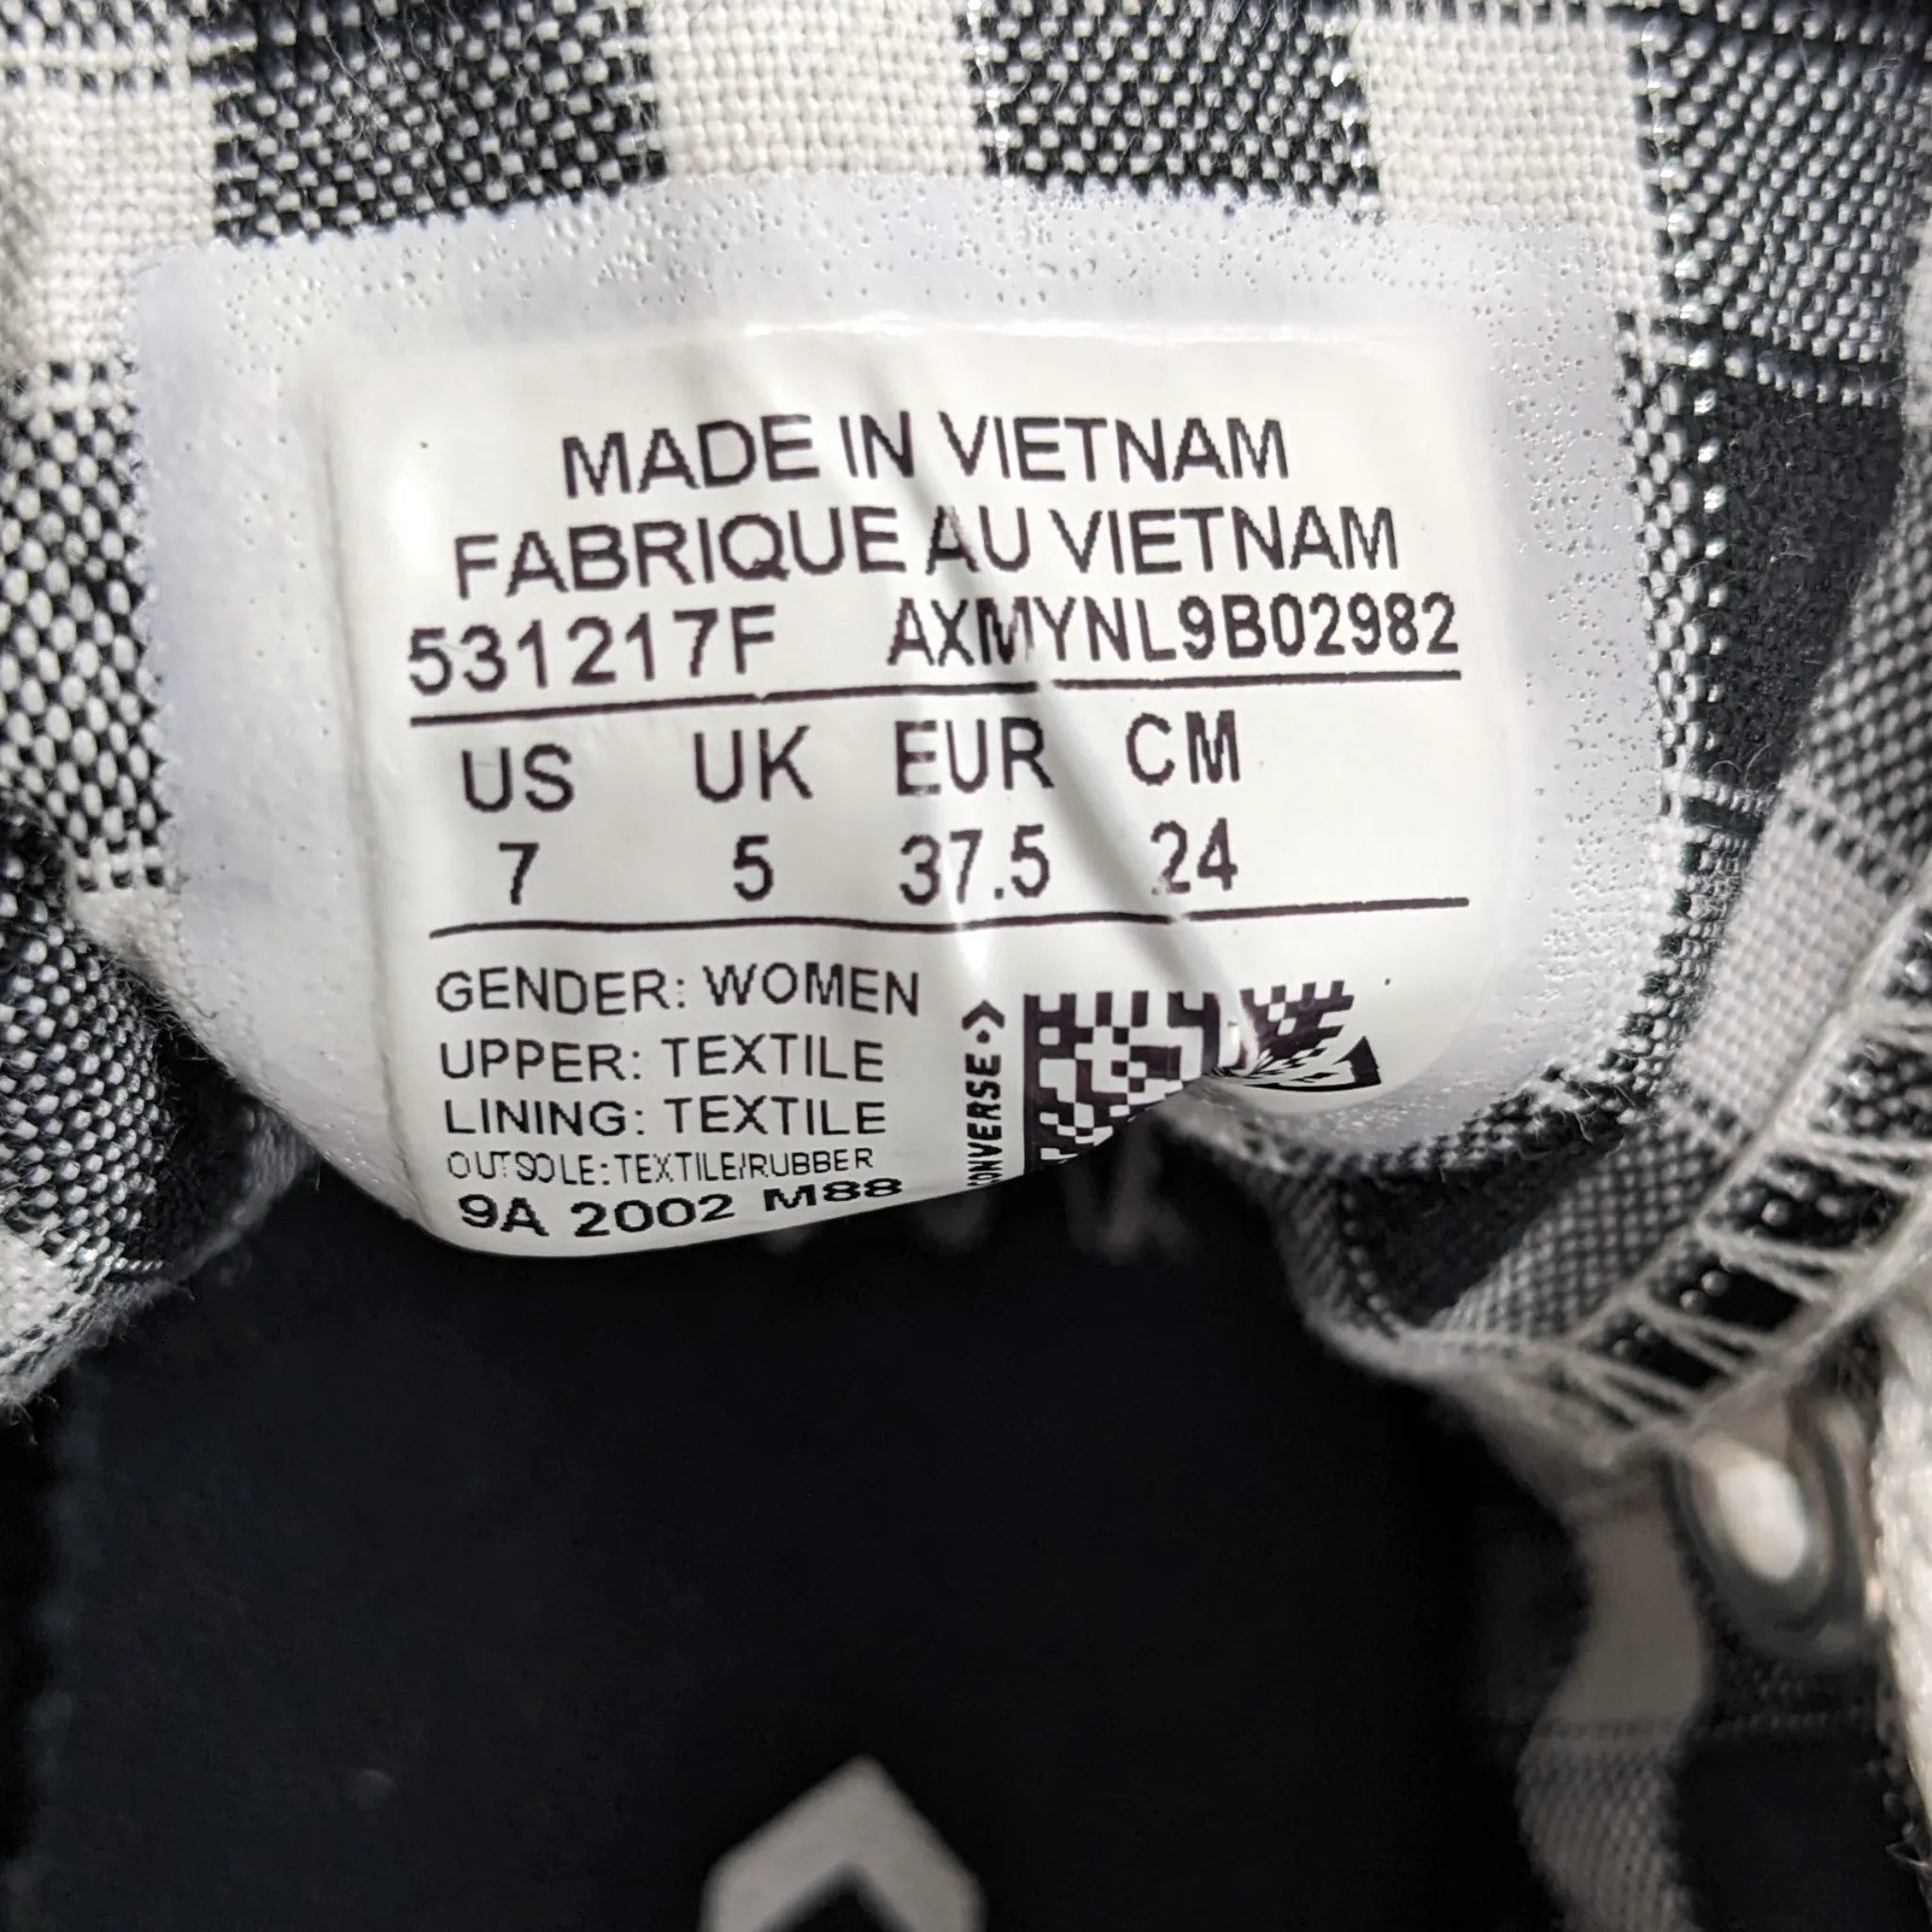 MADE IN VIETNAM
FABRIQUE AU VIETNAM
531217F AXMYNL9B02982
US UK EUR CM
7 5 37.5 24
GENDER: WOMEN
UPPER: TEXTILE
LINING: TEXTILE
OUTSOLE:TEXTILE/RUBBER
9A 2002 M88
CONVERSE